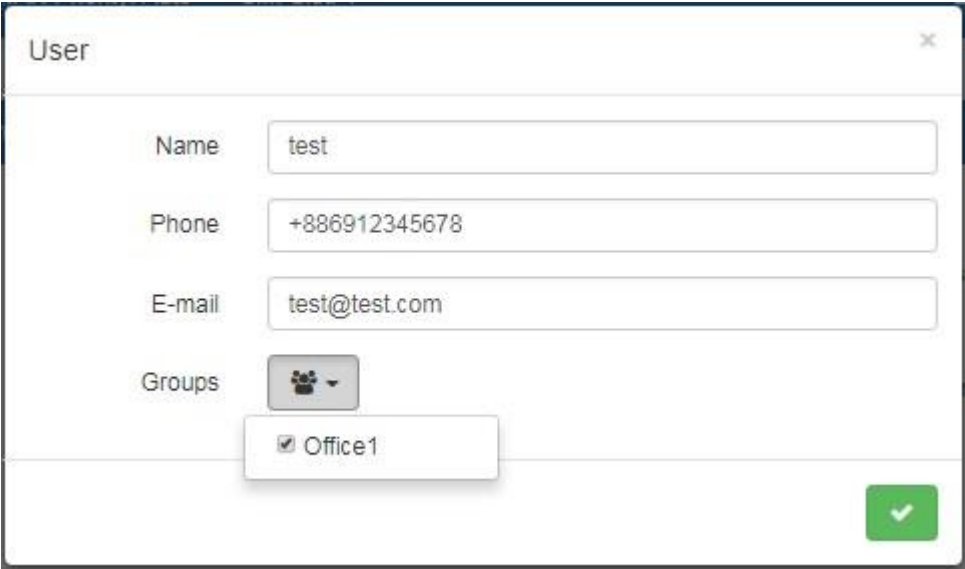 User
Name test
Phone +886912345678
E-mail test@test.com
Groups
Office1